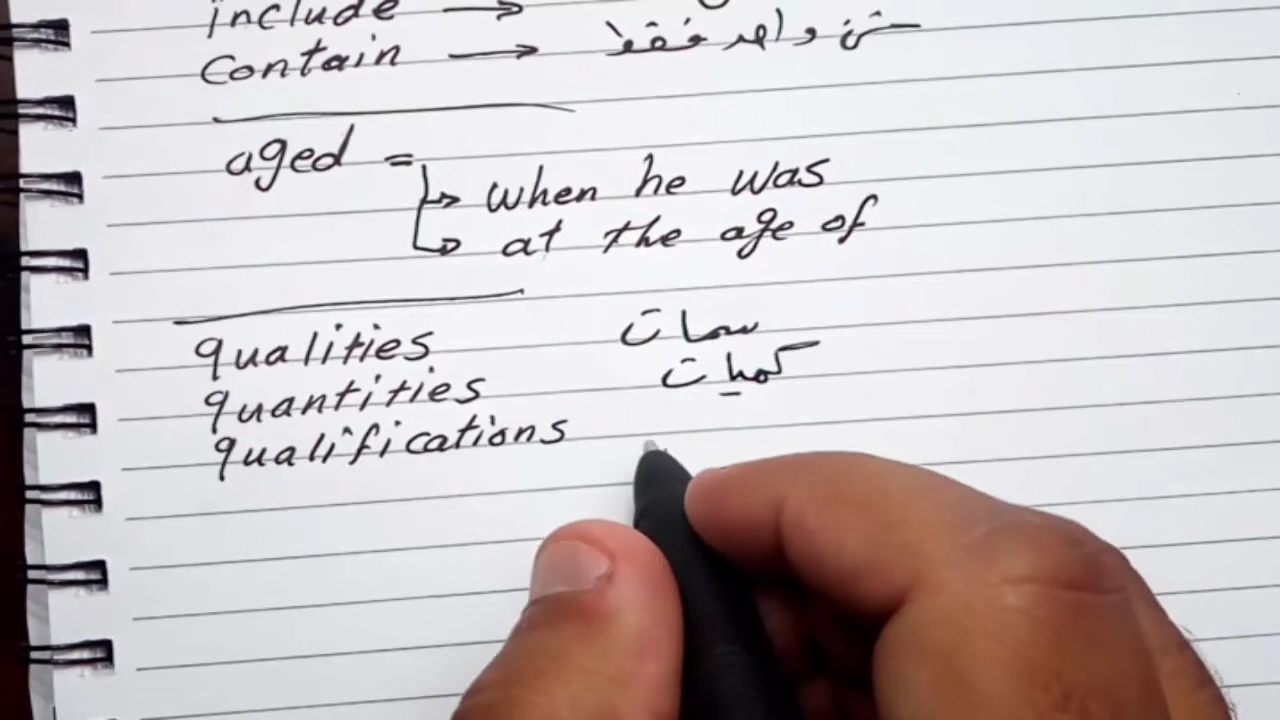 include →
contain → شئ واحد فقط
aged =
↳ when he was
↳ at the age of
qualities سمات
quantities كميات
qualifications